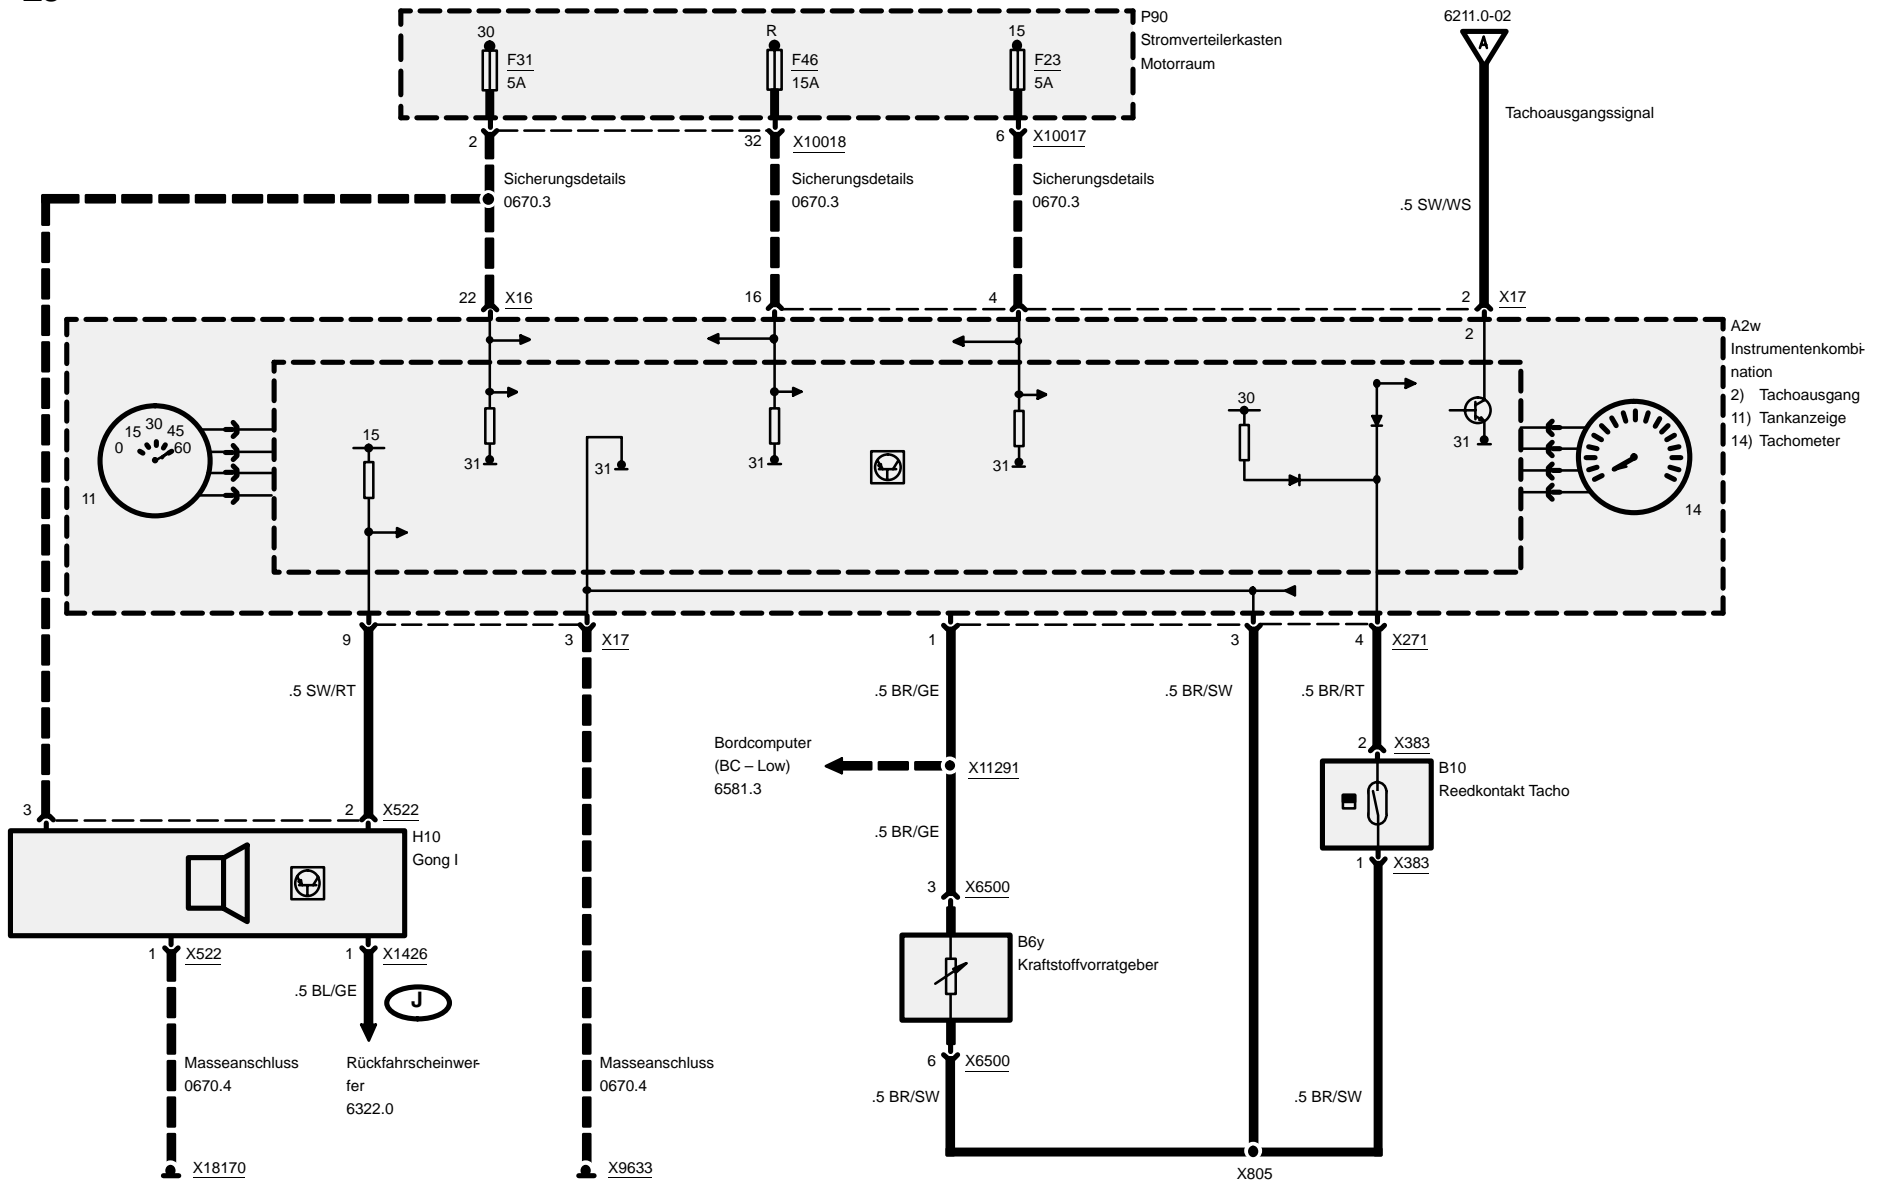 P90
Stromverteilerkasten
Motorraum
30
F31
5A
R
F46
15A
15
F23
5A
6211.0-02
A
Tachoausgangssignal
2
32
X10018
6
X10017
Sicherungsdetails
0670.3
Sicherungsdetails
0670.3
Sicherungsdetails
0670.3
.5 SW/WS
22
X16
16
4
2
X17
2
A2w
Instrumentenkombi-
nation
2) Tachoausgang
11) Tankanzeige
14) Tachometer
0 15 30 45 60
11
15
31
31
31
31
30
31
14
9
3
X17
1
3
4
X271
.5 SW/RT
.5 BR/GE
.5 BR/SW
.5 BR/RT
Bordcomputer
(BC – Low)
6581.3
X11291
2
X383
B10
Reedkontakt Tacho
1
X383
3
2
X522
H10
Gong I
.5 BR/GE
3
X6500
B6y
Kraftstoffvorratgeber
1
X522
1
X1426
.5 BL/GE
J
6
X6500
Masseanschluss
0670.4
Rückfahrscheinwer-
fer
6322.0
Masseanschluss
0670.4
.5 BR/SW
.5 BR/SW
X18170
X9633
X805